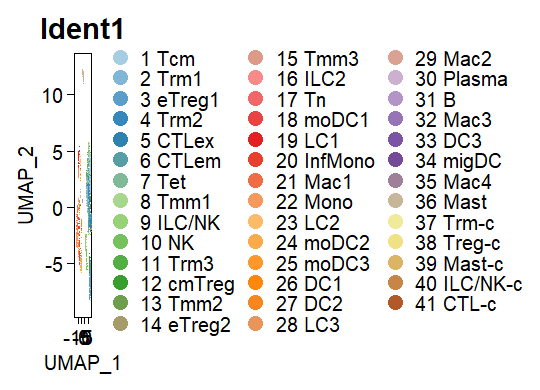 Ident1
1 Tcm
2 Trm1
3 eTreg1
4 Trm2
5 CTLex
6 CTLem
7 Tet
8 Tmm1
9 ILC/NK
10 NK
11 Trm3
12 cmTreg
13 Tmm2
14 eTreg2
15 Tmm3
16 ILC2
17 Tn
18 moDC1
19 LC1
20 InfMono
21 Mac1
22 Mono
23 LC2
24 moDC2
25 moDC3
26 DC1
27 DC2
28 LC3
29 Mac2
30 Plasma
31 B
32 Mac3
33 DC3
34 migDC
35 Mac4
36 Mast
37 Trm-c
38 Treg-c
39 Mast-c
40 ILC/NK-c
41 CTL-c
UMAP_2
10
5
0
-5
UMAP_1